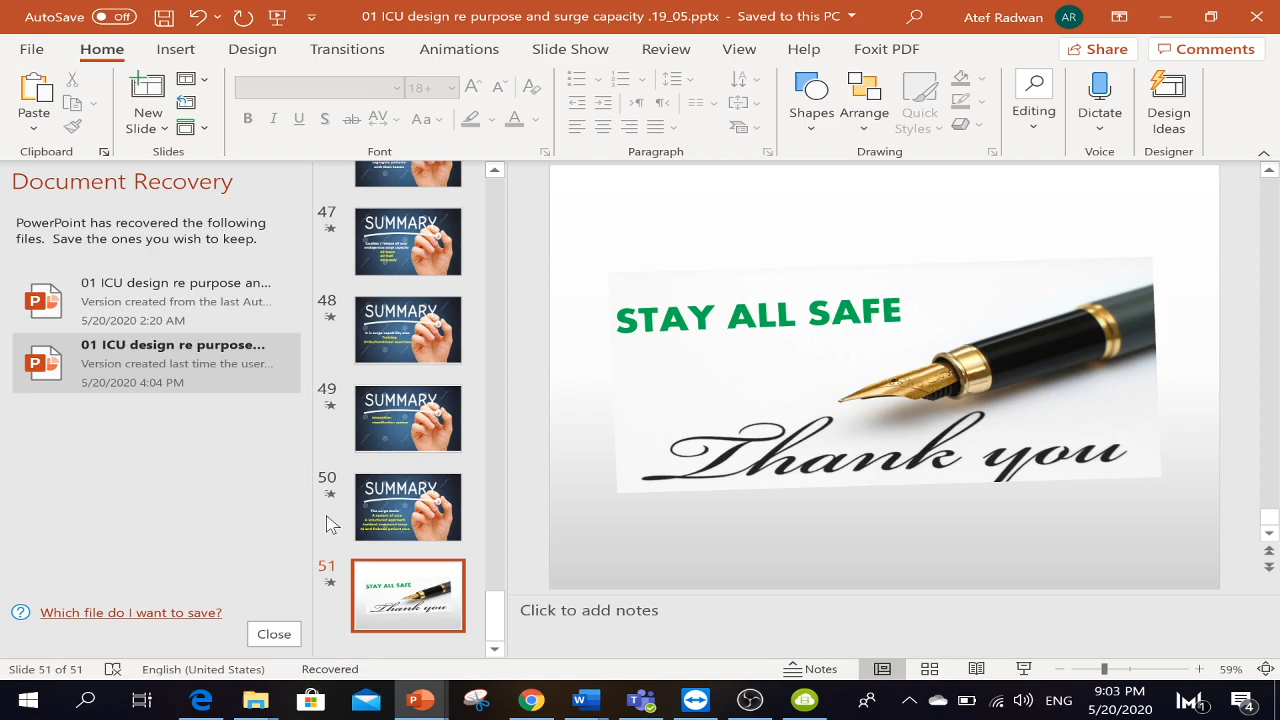 AutoSave Off
01 ICU design re purpose and surge capacity .19_05.pptx - Saved to this PC
Atef Radwan AR
File Home Insert Design Transitions Animations Slide Show Review View Help Foxit PDF
Share Comments
Paste
New
Slide
18+
B I U S ab AV Aa A
Shapes Arrange Quick
Styles
Editing
Dictate
Design
Ideas
Clipboard Slides Font Paragraph Drawing Voice Designer
Document Recovery
PowerPoint has recovered the following
files. Save the ones you wish to keep.
01 ICU design re purpose an...
Version created from the last Aut...
5/20/2020 2:20 AM
01 ICU design re purpose...
Version created last time the user...
5/20/2020 4:04 PM
Which file do I want to save?
Close
47
SUMMARY
48
SUMMARY
49
SUMMARY
50
SUMMARY
51
STAY ALL SAFE
Thank you
STAY ALL SAFE
Thank you
Click to add notes
Slide 51 of 51 English (United States) Recovered
Notes
59%
ENG
9:03 PM
5/20/2020
1
4